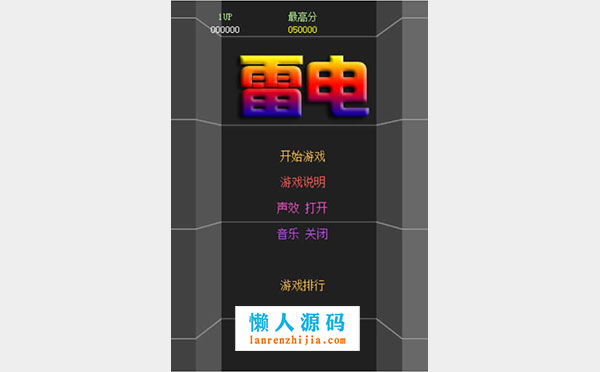 1UP 最高分
000000 050000
雷电
开始游戏
游戏说明
声效 打开
音乐 关闭
游戏排行
懒人源码
lanrenzhijia.com